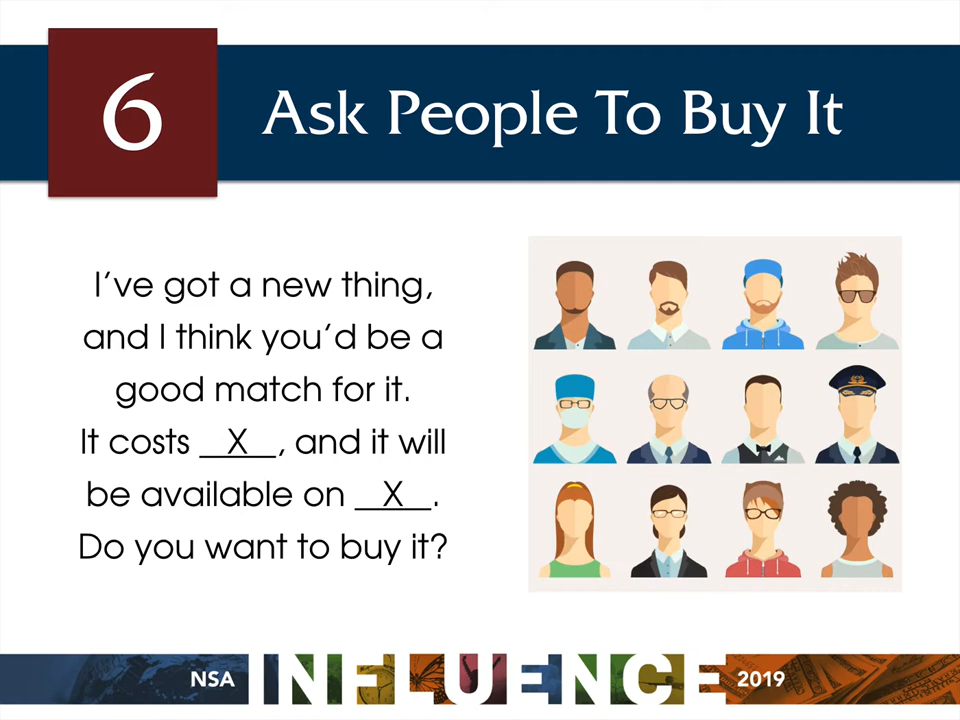 6
Ask People To Buy It
I've got a new thing,
and I think you'd be a
good match for it.
It costs __X__, and it will
be available on __X__.
Do you want to buy it?
NSA INFLUENCE 2019